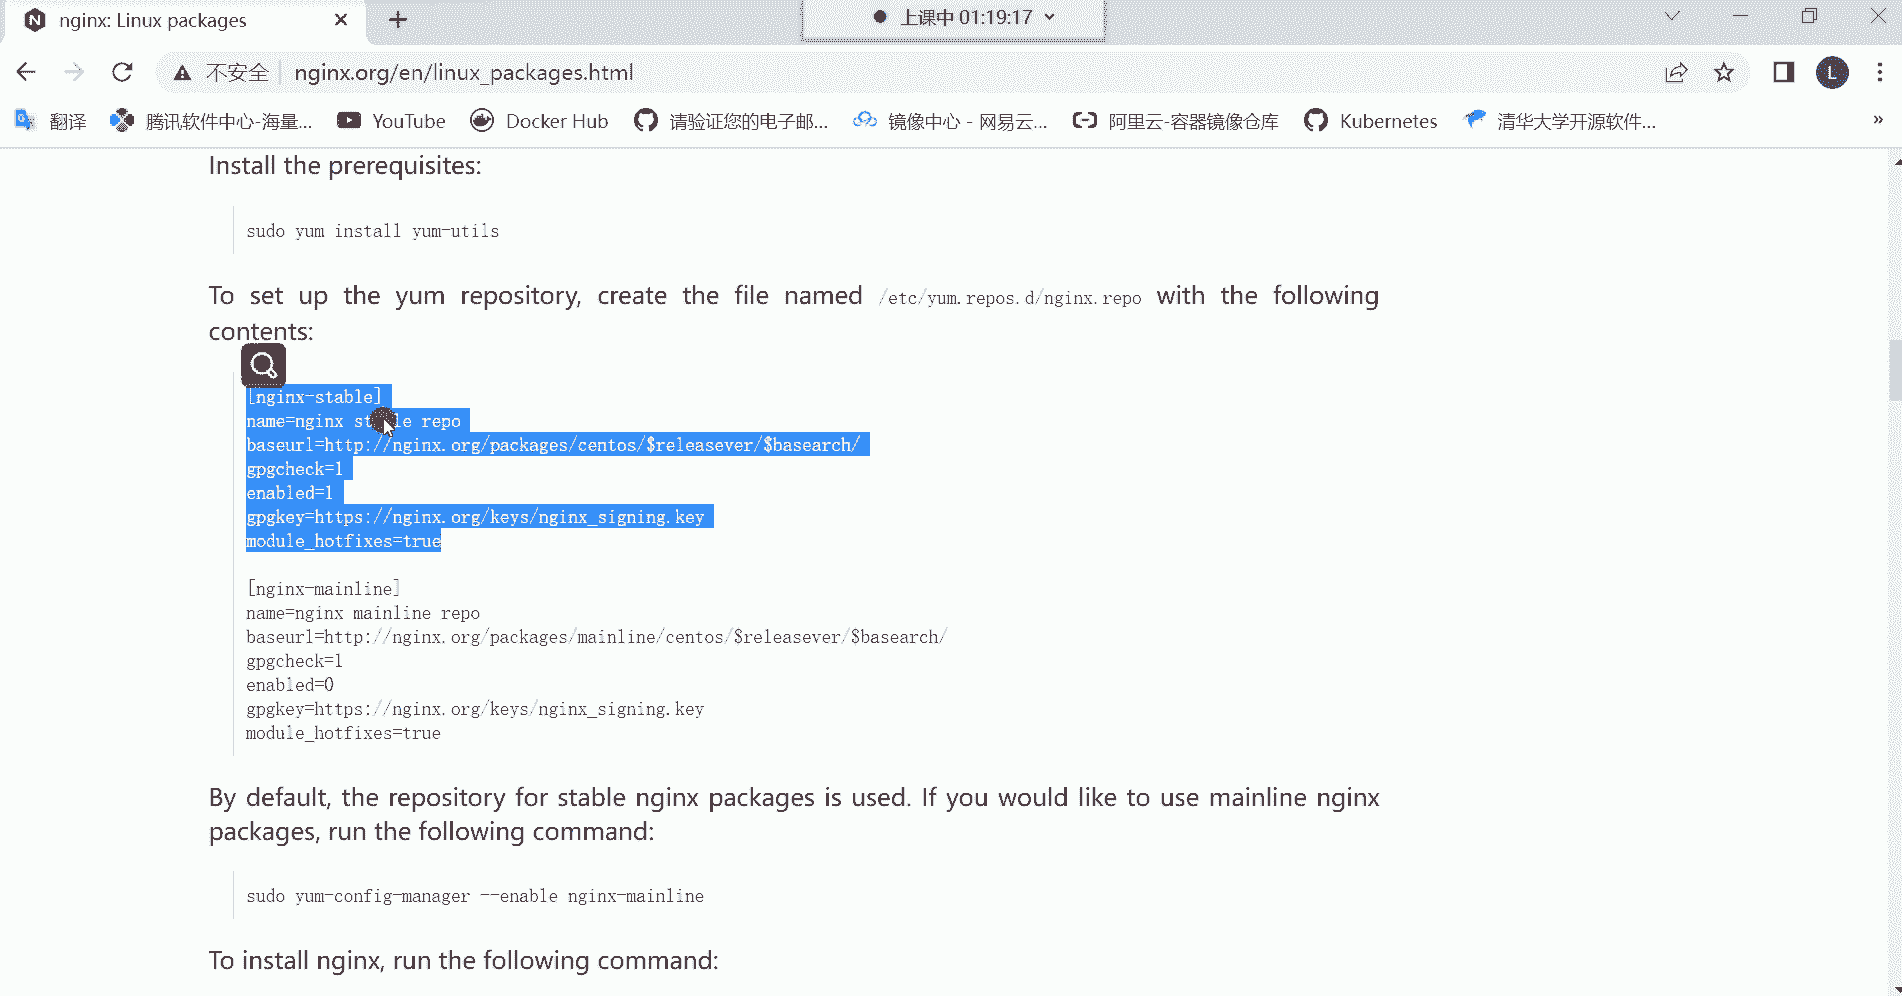 nginx: Linux packages
上课中 01:19:17
不安全
nginx.org/en/linux_packages.html
L
翻译
腾讯软件中心-海量...
YouTube
Docker Hub
请验证您的电子邮...
镜像中心 - 网易云...
阿里云-容器镜像仓库
Kubernetes
清华大学开源软件...
»
Install the prerequisites:
sudo yum install yum-utils
To set up the yum repository, create the file named /etc/yum.repos.d/nginx.repo with the following
contents:
[nginx-stable]
name=nginx stable repo
baseurl=http://nginx.org/packages/centos/$releasever/$basearch/
gpgcheck=1
enabled=1
gpgkey=https://nginx.org/keys/nginx_signing.key
module_hotfixes=true
[nginx-mainline]
name=nginx mainline repo
baseurl=http://nginx.org/packages/mainline/centos/$releasever/$basearch/
gpgcheck=1
enabled=0
gpgkey=https://nginx.org/keys/nginx_signing.key
module_hotfixes=true
By default, the repository for stable nginx packages is used. If you would like to use mainline nginx
packages, run the following command:
sudo yum-config-manager --enable nginx-mainline
To install nginx, run the following command: